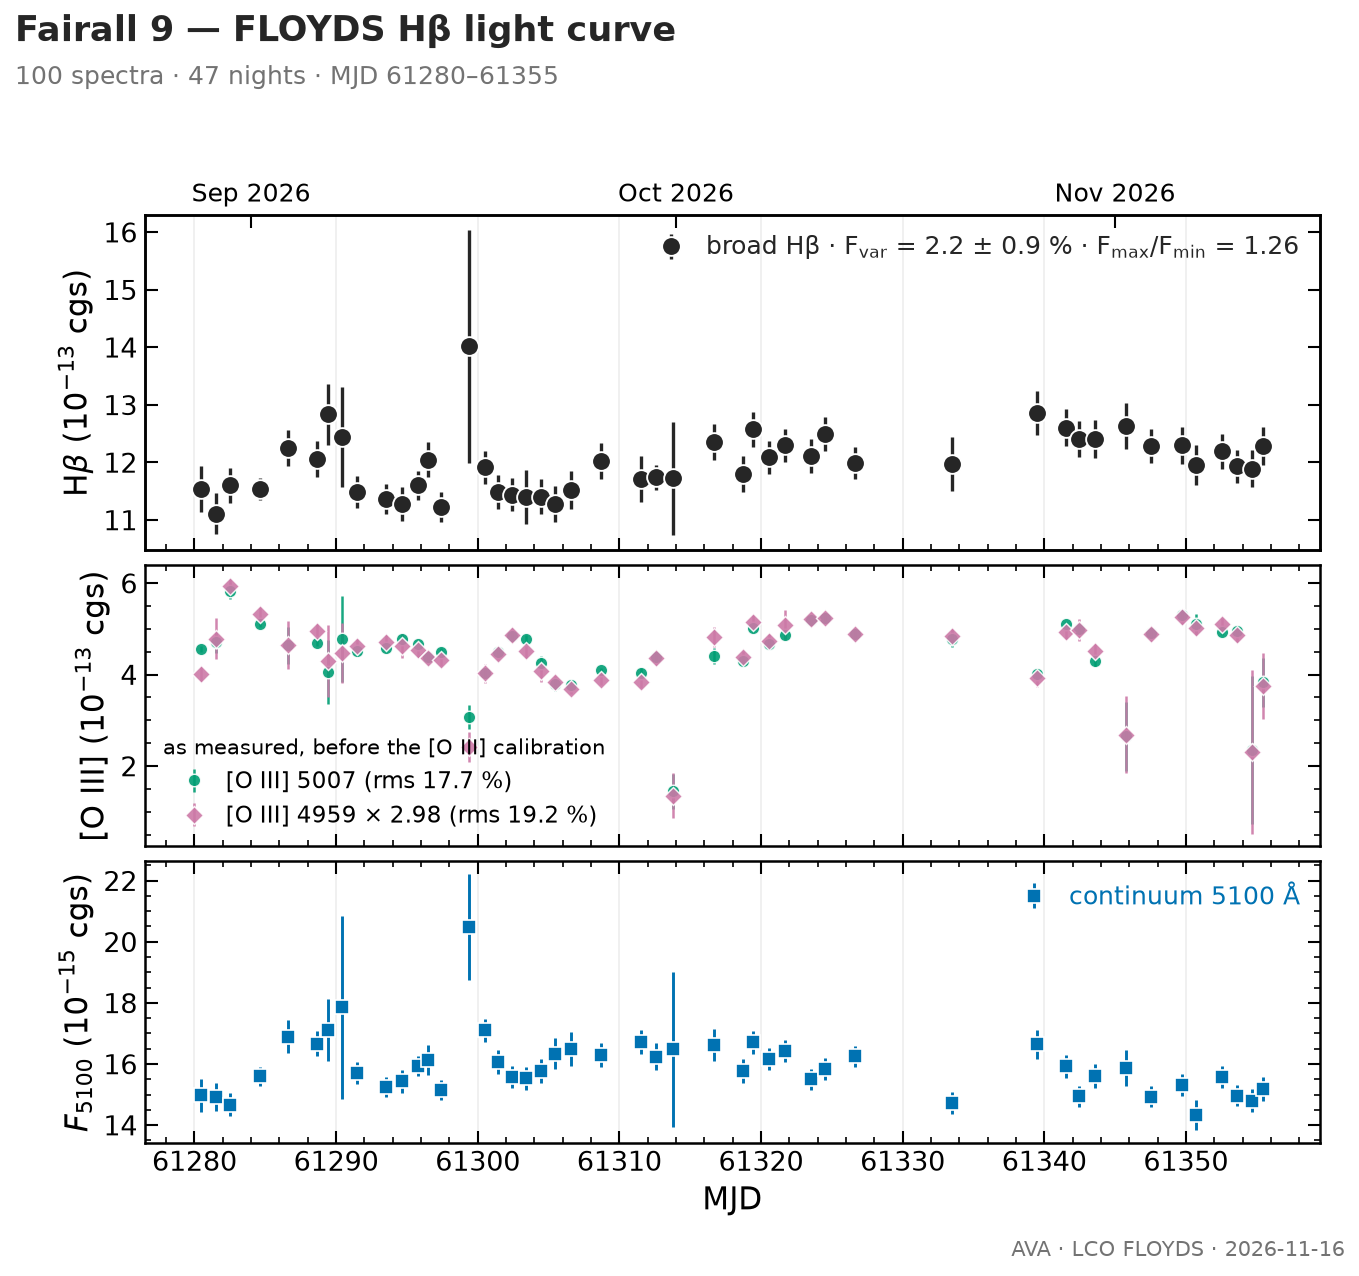 Fairall 9 — FLOYDS Hβ light curve
100 spectra · 47 nights · MJD 61280–61355
Sep 2026 Oct 2026 Nov 2026
16
15
14
13
12
11
Hβ (10⁻¹³ cgs)
broad Hβ · Fvar = 2.2 ± 0.9 % · Fmax/Fmin = 1.26
6
4
2
[O III] (10⁻¹³ cgs)
as measured, before the [O III] calibration
[O III] 5007 (rms 17.7 %)
[O III] 4959 × 2.98 (rms 19.2 %)
22
20
18
16
14
F5100 (10⁻¹⁵ cgs)
continuum 5100 Å
61280 61290 61300 61310 61320 61330 61340 61350
MJD
AVA · LCO FLOYDS · 2026-11-16